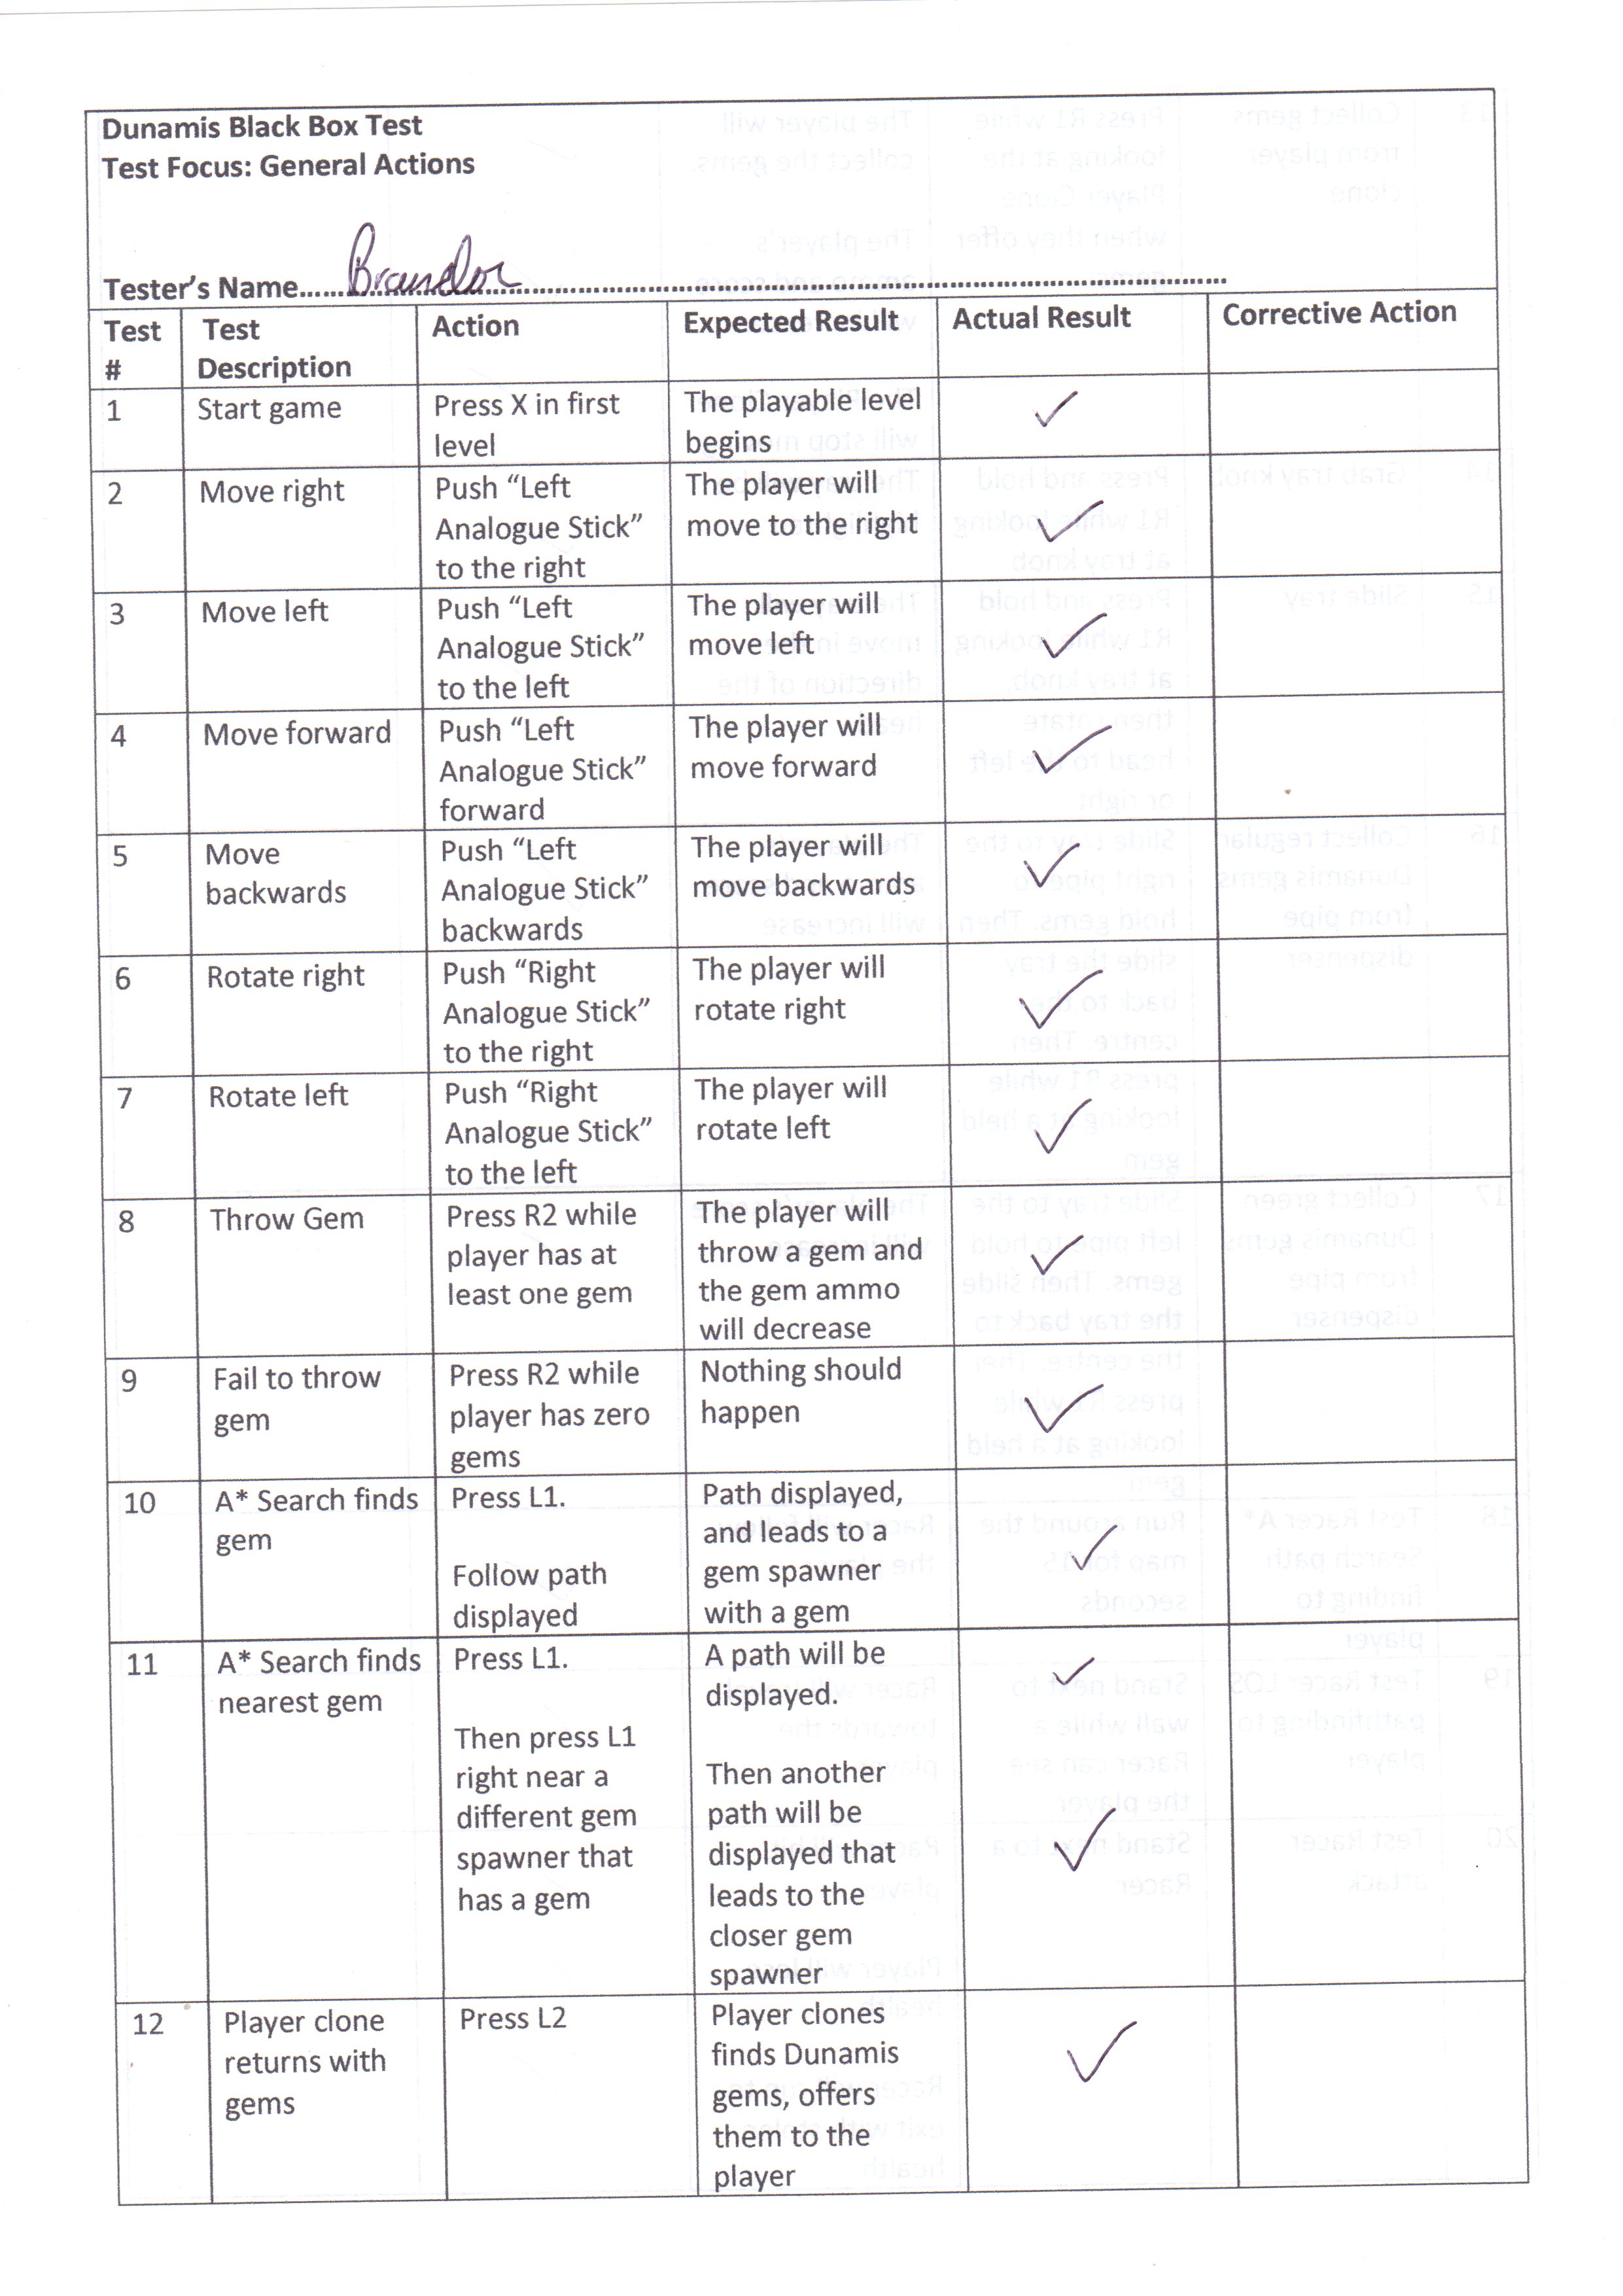 Dunamis Black Box Test
Test Focus: General Actions
Tester's Name.....Brandon.....
Test # | Test Description | Action | Expected Result | Actual Result | Corrective Action
1 | Start game | Press X in first level | The playable level begins | ✓
2 | Move right | Push “Left Analogue Stick” to the right | The player will move to the right | ✓
3 | Move left | Push “Left Analogue Stick” to the left | The player will move left | ✓
4 | Move forward | Push “Left Analogue Stick” forward | The player will move forward | ✓
5 | Move backwards | Push “Left Analogue Stick” backwards | The player will move backwards | ✓
6 | Rotate right | Push “Right Analogue Stick” to the right | The player will rotate right | ✓
7 | Rotate left | Push “Right Analogue Stick” to the left | The player will rotate left | ✓
8 | Throw Gem | Press R2 while player has at least one gem | The player will throw a gem and the gem ammo will decrease | ✓
9 | Fail to throw gem | Press R2 while player has zero gems | Nothing should happen | ✓
10 | A* Search finds gem | Press L1. Follow path displayed | Path displayed, and leads to a gem spawner with a gem | ✓
11 | A* Search finds nearest gem | Press L1. Then press L1 right near a different gem spawner that has a gem | A path will be displayed. Then another path will be displayed that leads to the closer gem spawner | ✓ ✓
12 | Player clone returns with gems | Press L2 | Player clones finds Dunamis gems, offers them to the player | ✓